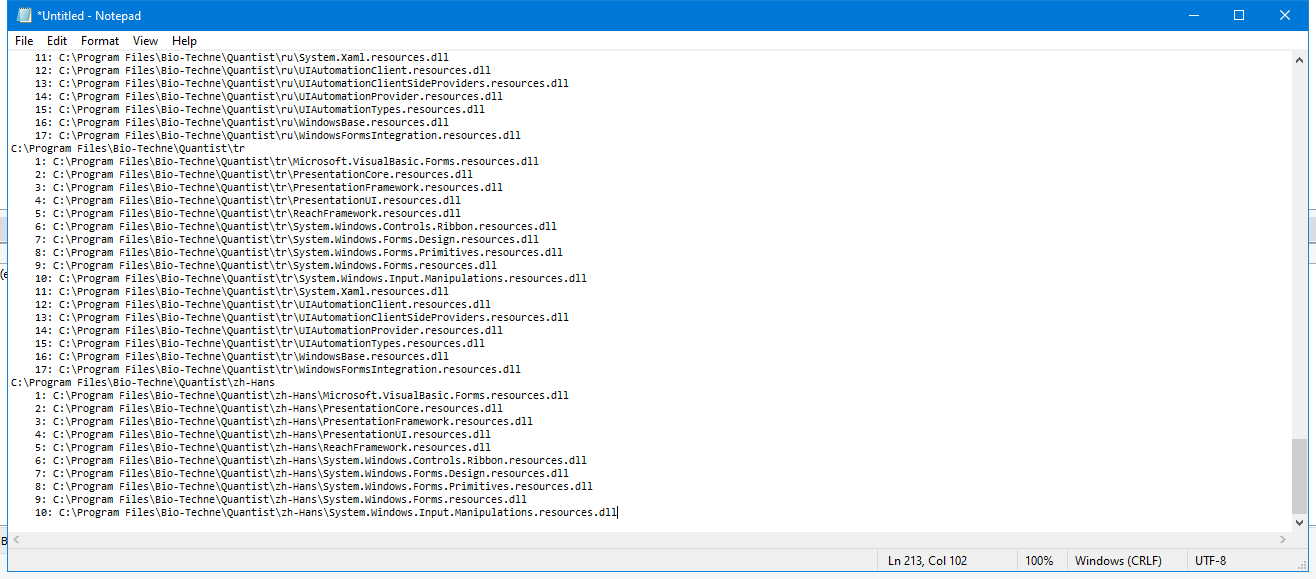 *Untitled - Notepad
File Edit Format View Help
11: C:\Program Files\Bio-Techne\Quantist\ru\System.Xaml.resources.dll
12: C:\Program Files\Bio-Techne\Quantist\ru\UIAutomationClient.resources.dll
13: C:\Program Files\Bio-Techne\Quantist\ru\UIAutomationClientSideProviders.resources.dll
14: C:\Program Files\Bio-Techne\Quantist\ru\UIAutomationProvider.resources.dll
15: C:\Program Files\Bio-Techne\Quantist\ru\UIAutomationTypes.resources.dll
16: C:\Program Files\Bio-Techne\Quantist\ru\WindowsBase.resources.dll
17: C:\Program Files\Bio-Techne\Quantist\ru\WindowsFormsIntegration.resources.dll
C:\Program Files\Bio-Techne\Quantist\tr
1: C:\Program Files\Bio-Techne\Quantist\tr\Microsoft.VisualBasic.Forms.resources.dll
2: C:\Program Files\Bio-Techne\Quantist\tr\PresentationCore.resources.dll
3: C:\Program Files\Bio-Techne\Quantist\tr\PresentationFramework.resources.dll
4: C:\Program Files\Bio-Techne\Quantist\tr\PresentationUI.resources.dll
5: C:\Program Files\Bio-Techne\Quantist\tr\ReachFramework.resources.dll
6: C:\Program Files\Bio-Techne\Quantist\tr\System.Windows.Controls.Ribbon.resources.dll
7: C:\Program Files\Bio-Techne\Quantist\tr\System.Windows.Forms.Design.resources.dll
8: C:\Program Files\Bio-Techne\Quantist\tr\System.Windows.Forms.Primitives.resources.dll
9: C:\Program Files\Bio-Techne\Quantist\tr\System.Windows.Forms.resources.dll
10: C:\Program Files\Bio-Techne\Quantist\tr\System.Windows.Input.Manipulations.resources.dll
11: C:\Program Files\Bio-Techne\Quantist\tr\System.Xaml.resources.dll
12: C:\Program Files\Bio-Techne\Quantist\tr\UIAutomationClient.resources.dll
13: C:\Program Files\Bio-Techne\Quantist\tr\UIAutomationClientSideProviders.resources.dll
14: C:\Program Files\Bio-Techne\Quantist\tr\UIAutomationProvider.resources.dll
15: C:\Program Files\Bio-Techne\Quantist\tr\UIAutomationTypes.resources.dll
16: C:\Program Files\Bio-Techne\Quantist\tr\WindowsBase.resources.dll
17: C:\Program Files\Bio-Techne\Quantist\tr\WindowsFormsIntegration.resources.dll
C:\Program Files\Bio-Techne\Quantist\zh-Hans
1: C:\Program Files\Bio-Techne\Quantist\zh-Hans\Microsoft.VisualBasic.Forms.resources.dll
2: C:\Program Files\Bio-Techne\Quantist\zh-Hans\PresentationCore.resources.dll
3: C:\Program Files\Bio-Techne\Quantist\zh-Hans\PresentationFramework.resources.dll
4: C:\Program Files\Bio-Techne\Quantist\zh-Hans\PresentationUI.resources.dll
5: C:\Program Files\Bio-Techne\Quantist\zh-Hans\ReachFramework.resources.dll
6: C:\Program Files\Bio-Techne\Quantist\zh-Hans\System.Windows.Controls.Ribbon.resources.dll
7: C:\Program Files\Bio-Techne\Quantist\zh-Hans\System.Windows.Forms.Design.resources.dll
8: C:\Program Files\Bio-Techne\Quantist\zh-Hans\System.Windows.Forms.Primitives.resources.dll
9: C:\Program Files\Bio-Techne\Quantist\zh-Hans\System.Windows.Forms.resources.dll
10: C:\Program Files\Bio-Techne\Quantist\zh-Hans\System.Windows.Input.Manipulations.resources.dll
Ln 213, Col 102 100% Windows (CRLF) UTF-8